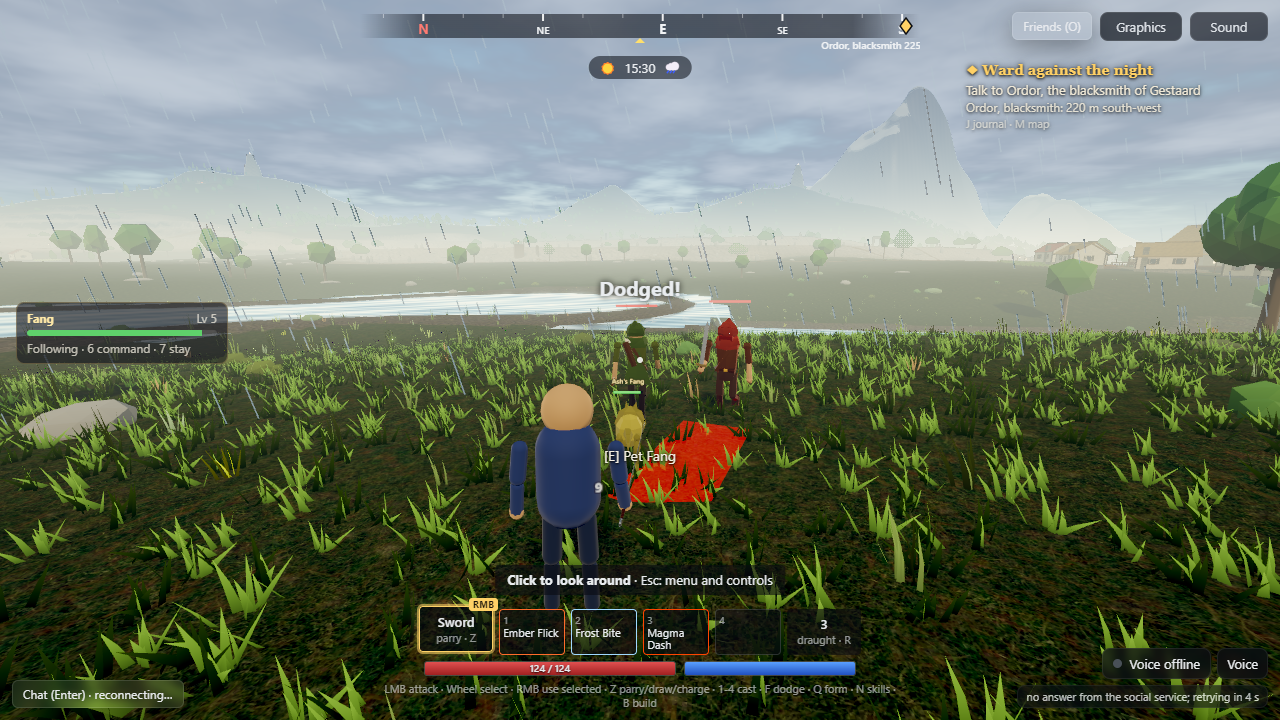 N
NE
E
SE
Ordor, blacksmith 225
Friends (O)
Graphics
Sound
15:30
Ward against the night
Talk to Ordor, the blacksmith of Gestaard
Ordor, blacksmith: 220 m south-west
J journal · M map
Dodged!
Fang
Lv 5
Following · 6 command · 7 stay
Ash's Fang
[E] Pet Fang
9
Click to look around · Esc: menu and controls
RMB
Sword
parry · Z
1
Ember Flick
2
Frost Bite
3
Magma
Dash
4
3
draught · R
124 / 124
LMB attack · Wheel select · RMB use selected · Z parry/draw/charge · 1-4 cast · F dodge · Q form · N skills ·
B build
Voice offline
Voice
Chat (Enter) · reconnecting...
no answer from the social service; retrying in 4 s